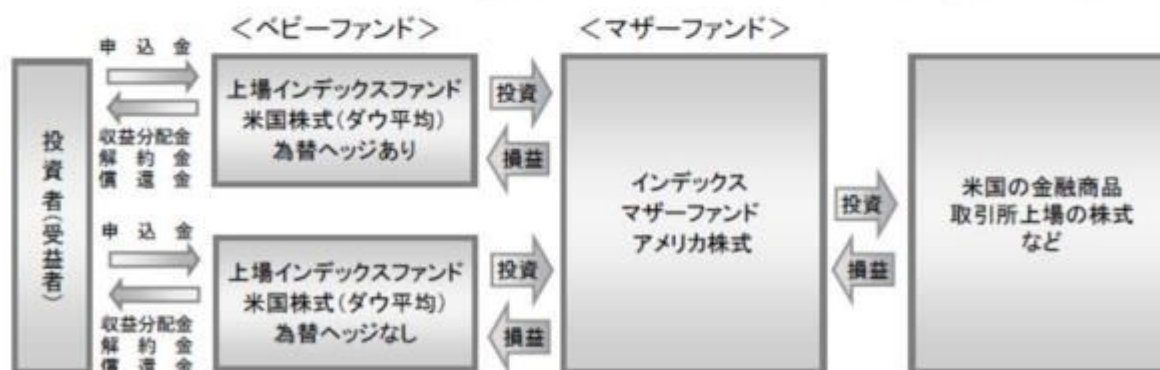 ＜ベビーファンド＞
＜マザーファンド＞
投資者（受益者）
申込金
収益分配金
解約金
償還金
上場インデックスファンド
米国株式（ダウ平均）
為替ヘッジあり
投資
損益
申込金
収益分配金
解約金
償還金
上場インデックスファンド
米国株式（ダウ平均）
為替ヘッジなし
投資
損益
インデックス
マザーファンド
アメリカ株式
投資
損益
米国の金融商品
取引所上場の株式
など